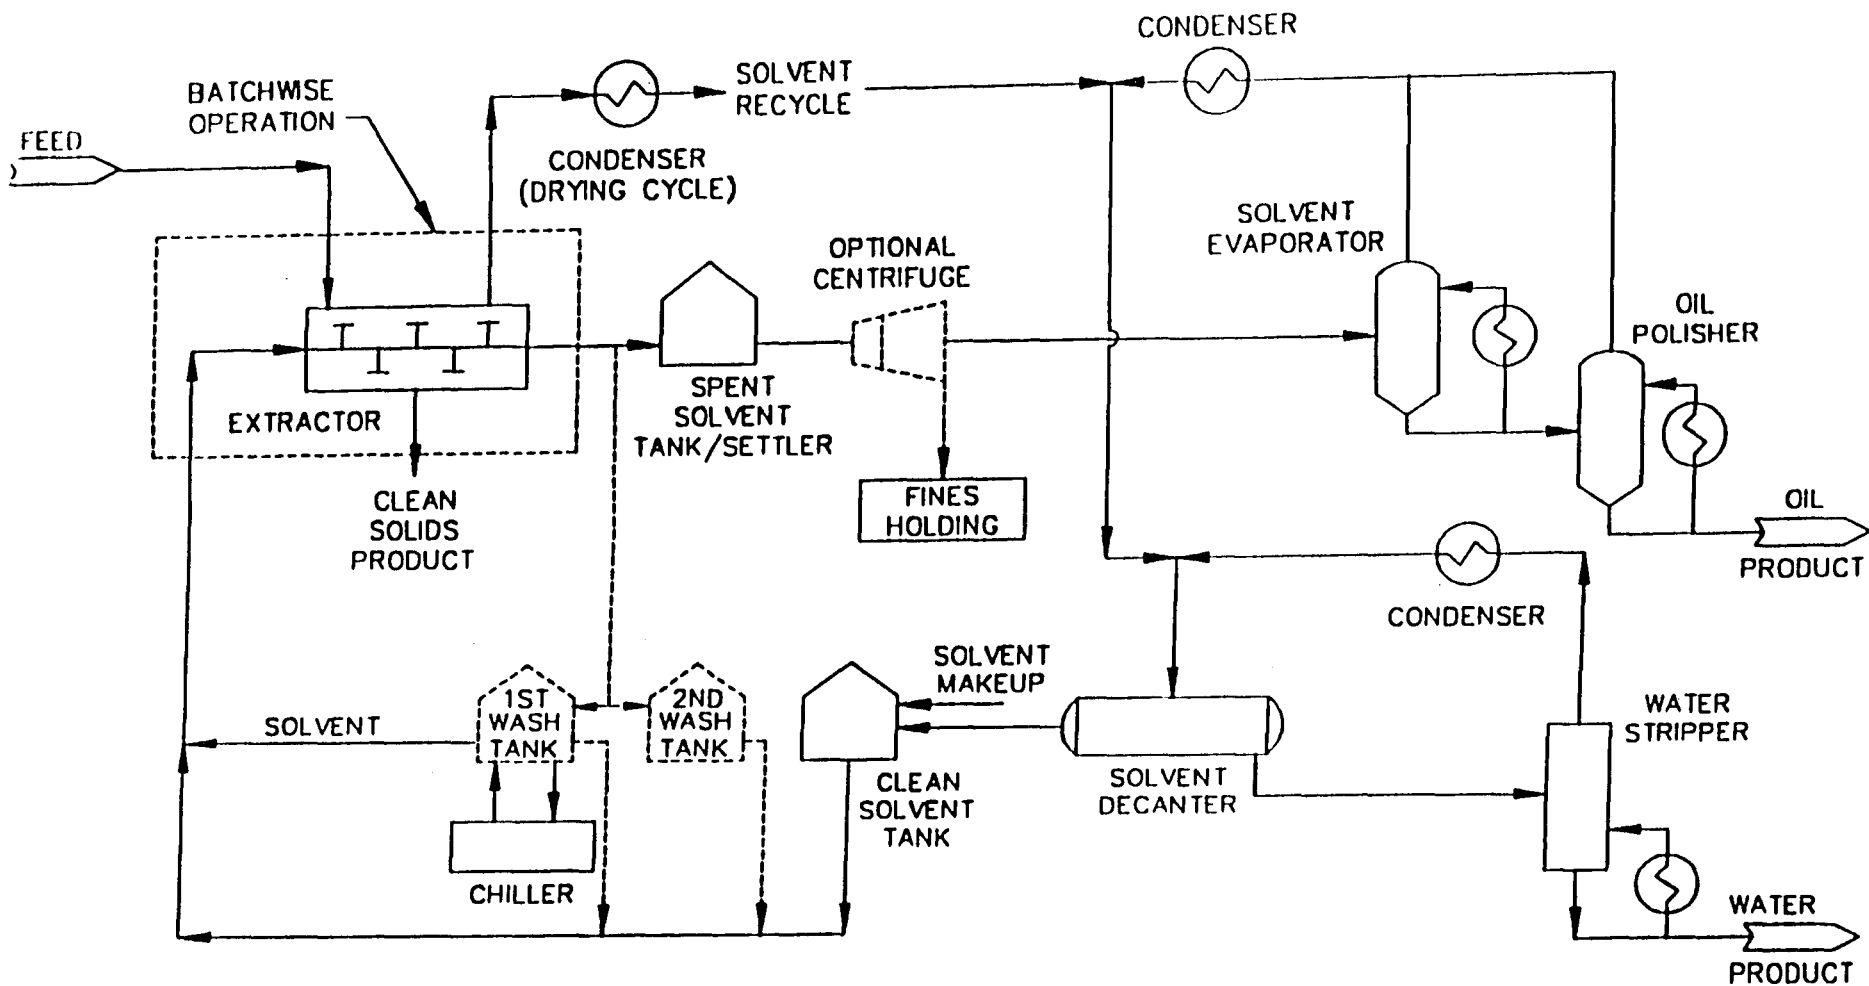 CONDENSER
BATCHWISE
OPERATION
SOLVENT
RECYCLE
FEED
CONDENSER
(DRYING CYCLE)
SOLVENT
EVAPORATOR
OPTIONAL
CENTRIFUGE
OIL
POLISHER
EXTRACTOR
SPENT
SOLVENT
TANK/SETTLER
CLEAN
SOLIDS
PRODUCT
FINES
HOLDING
OIL
PRODUCT
CONDENSER
SOLVENT
MAKEUP
1ST
WASH
TANK
2ND
WASH
TANK
SOLVENT
WATER
STRIPPER
CLEAN
SOLVENT
TANK
SOLVENT
DECANTER
CHILLER
WATER
PRODUCT